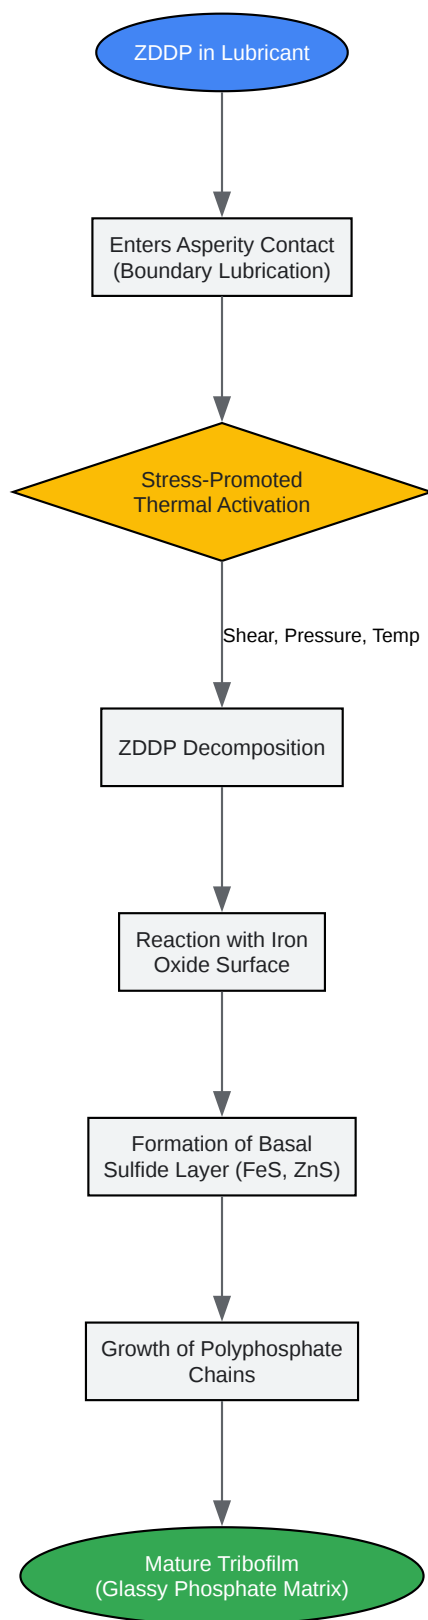 ZDDP in Lubricant
Enters Asperity Contact
(Boundary Lubrication)
Stress-Promoted
Thermal Activation
Shear, Pressure, Temp
ZDDP Decomposition
Reaction with Iron
Oxide Surface
Formation of Basal
Sulfide Layer (FeS, ZnS)
Growth of Polyphosphate
Chains
Mature Tribofilm
(Glassy Phosphate Matrix)